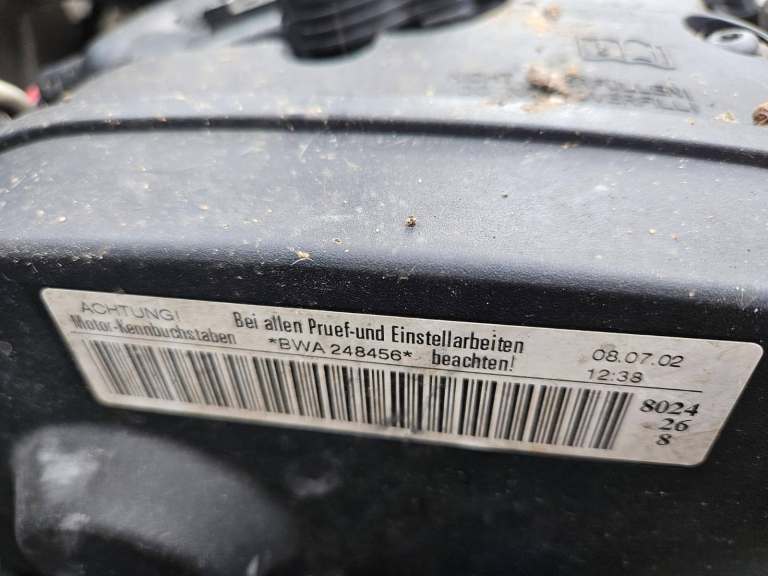 ACHTUNG! Bei allen Pruef-und Einstellarbeiten 08.07.02
Motor-Kennbuchstaben *BWA 248456* beachten! 12:38
8024
26
8